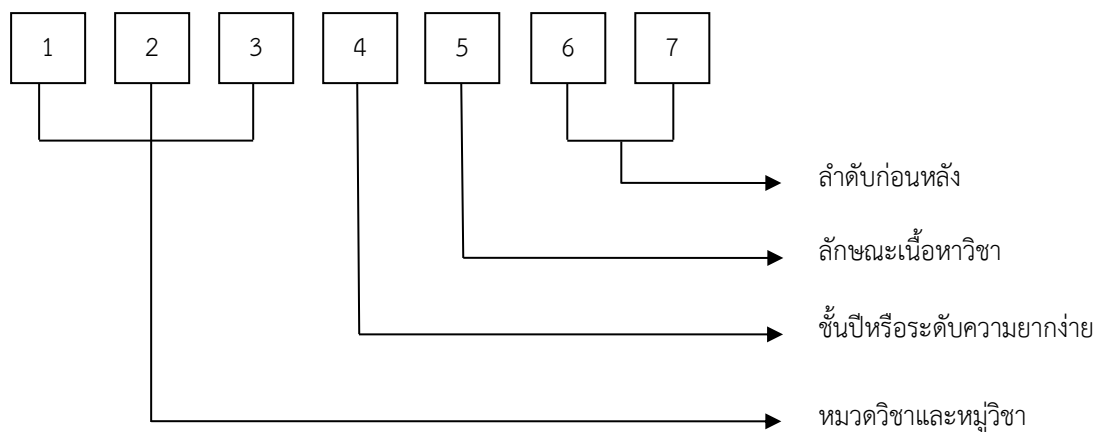 1 2 3 4 5 6 7
ลำดับก่อนหลัง
ลักษณะเนื้อหาวิชา
ชั้นปีหรือระดับความยากง่าย
หมวดวิชาและหมู่วิชา